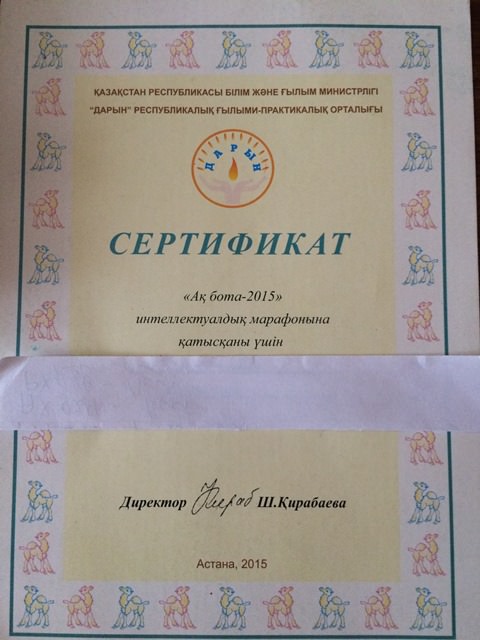 ҚАЗАҚСТАН РЕСПУБЛИКАСЫ БІЛІМ ЖӘНЕ ҒЫЛЫМ МИНИСТРЛІГІ
"ДАРЫН" РЕСПУБЛИКАЛЫҚ ҒЫЛЫМИ-ПРАКТИКАЛЫҚ ОРТАЛЫҒЫ
ДАРЫН
СЕРТИФИКАТ
«Ақ бота-2015»
интеллектуалдық марафонына
қатысқаны үшін
Директор Ш.Қирабаева
Астана, 2015